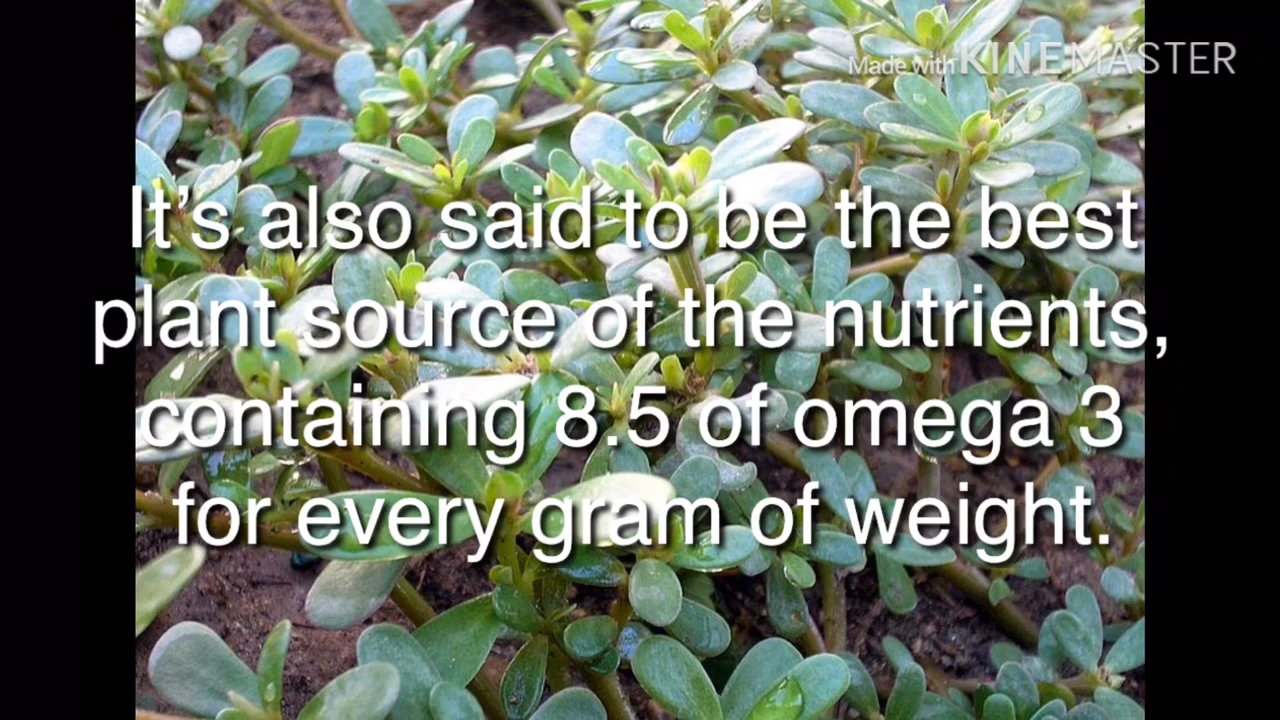 Made with KINEMASTER
It's also said to be the best
plant source of the nutrients,
containing 8.5 of omega 3
for every gram of weight.